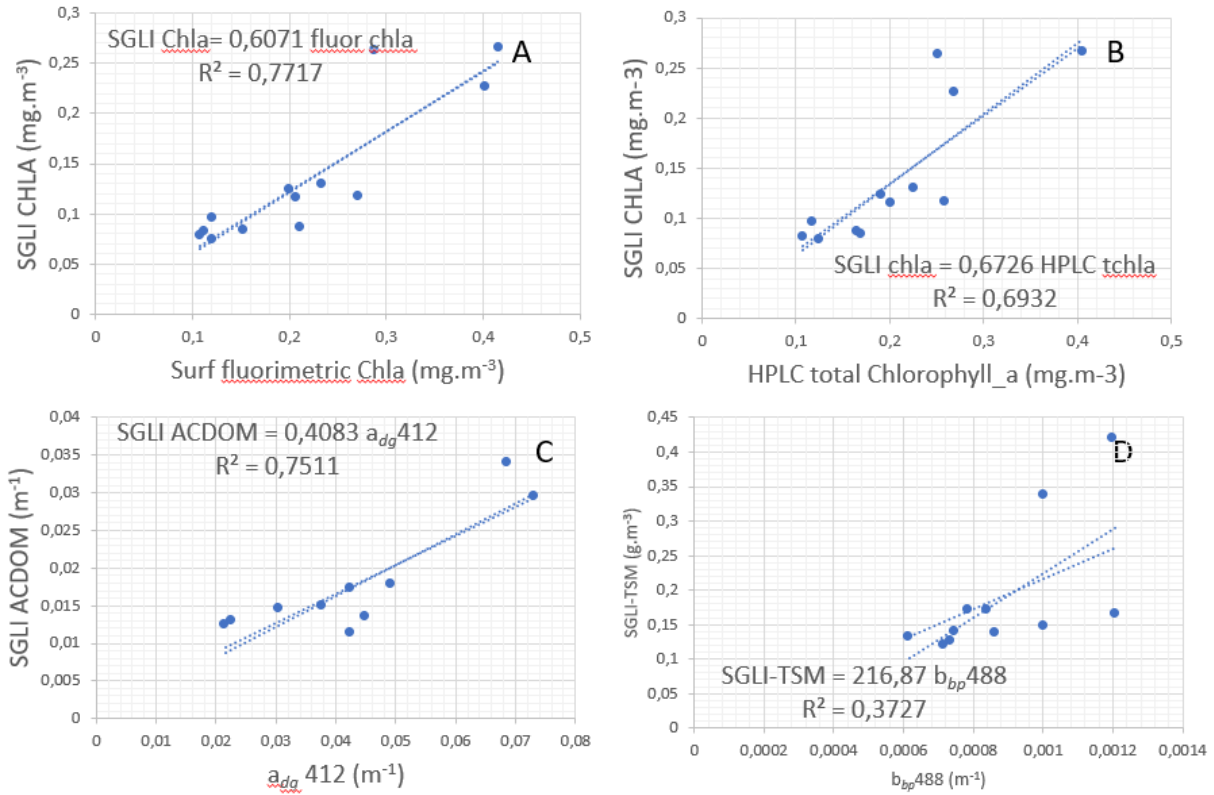 SGLI Chla= 0,6071 fluor chla
R² = 0,7717
A
SGLI CHLA (mg.m⁻³)
0,3
0,25
0,2
0,15
0,1
0,05
0
0 0,1 0,2 0,3 0,4 0,5
Surf fluorimetric Chla (mg.m⁻³)
B
SGLI CHLA (mg.m-3)
0,3
0,25
0,2
0,15
0,1
0,05
0
SGLI chla = 0,6726 HPLC tchla
R² = 0,6932
0 0,1 0,2 0,3 0,4 0,5
HPLC total Chlorophyll_a (mg.m-3)
SGLI ACDOM = 0,4083 adg412
R² = 0,7511
C
SGLI ACDOM (m⁻¹)
0,04
0,035
0,03
0,025
0,02
0,015
0,01
0,005
0
0 0,01 0,02 0,03 0,04 0,05 0,06 0,07 0,08
adg 412 (m⁻¹)
D
SGLI-TSM (g.m⁻³)
0,45
0,4
0,35
0,3
0,25
0,2
0,15
0,1
0,05
0
SGLI-TSM = 216,87 bbp488
R² = 0,3727
0 0,0002 0,0004 0,0006 0,0008 0,001 0,0012 0,0014
bbp488 (m⁻¹)